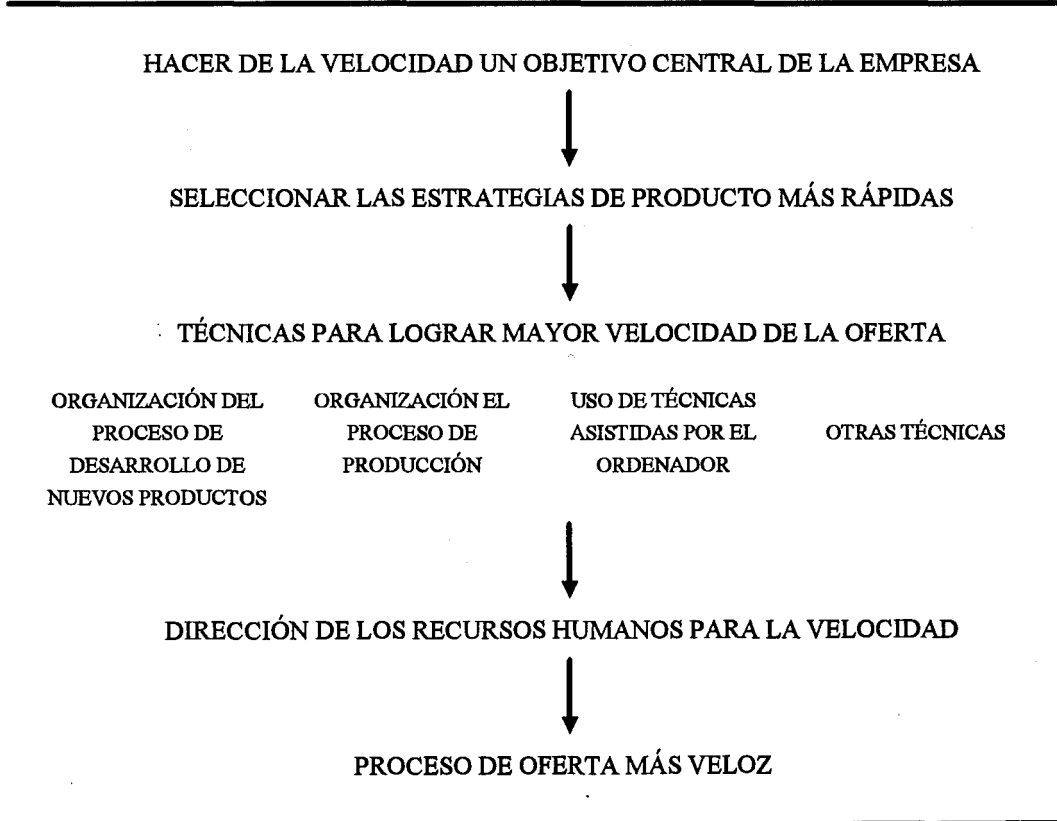 HACER DE LA VELOCIDAD UN OBJETIVO CENTRAL DE LA EMPRESA
SELECCIONAR LAS ESTRATEGIAS DE PRODUCTO MÁS RÁPIDAS
TÉCNICAS PARA LOGRAR MAYOR VELOCIDAD DE LA OFERTA
ORGANIZACIÓN DEL
PROCESO DE
DESARROLLO DE
NUEVOS PRODUCTOS
ORGANIZACIÓN EL
PROCESO DE
PRODUCCIÓN
USO DE TÉCNICAS
ASISTIDAS POR EL
ORDENADOR
OTRAS TÉCNICAS
DIRECCIÓN DE LOS RECURSOS HUMANOS PARA LA VELOCIDAD
PROCESO DE OFERTA MÁS VELOZ